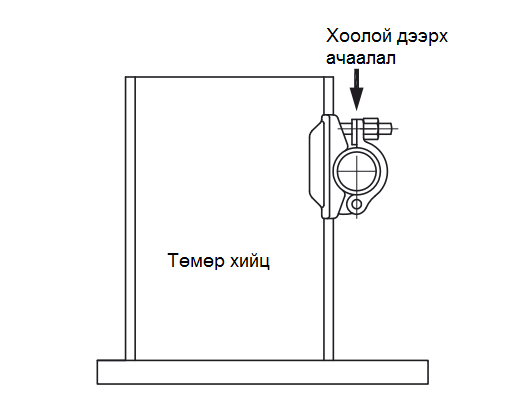 Хоолой дээрх
ачаалал
Төмөр хийц